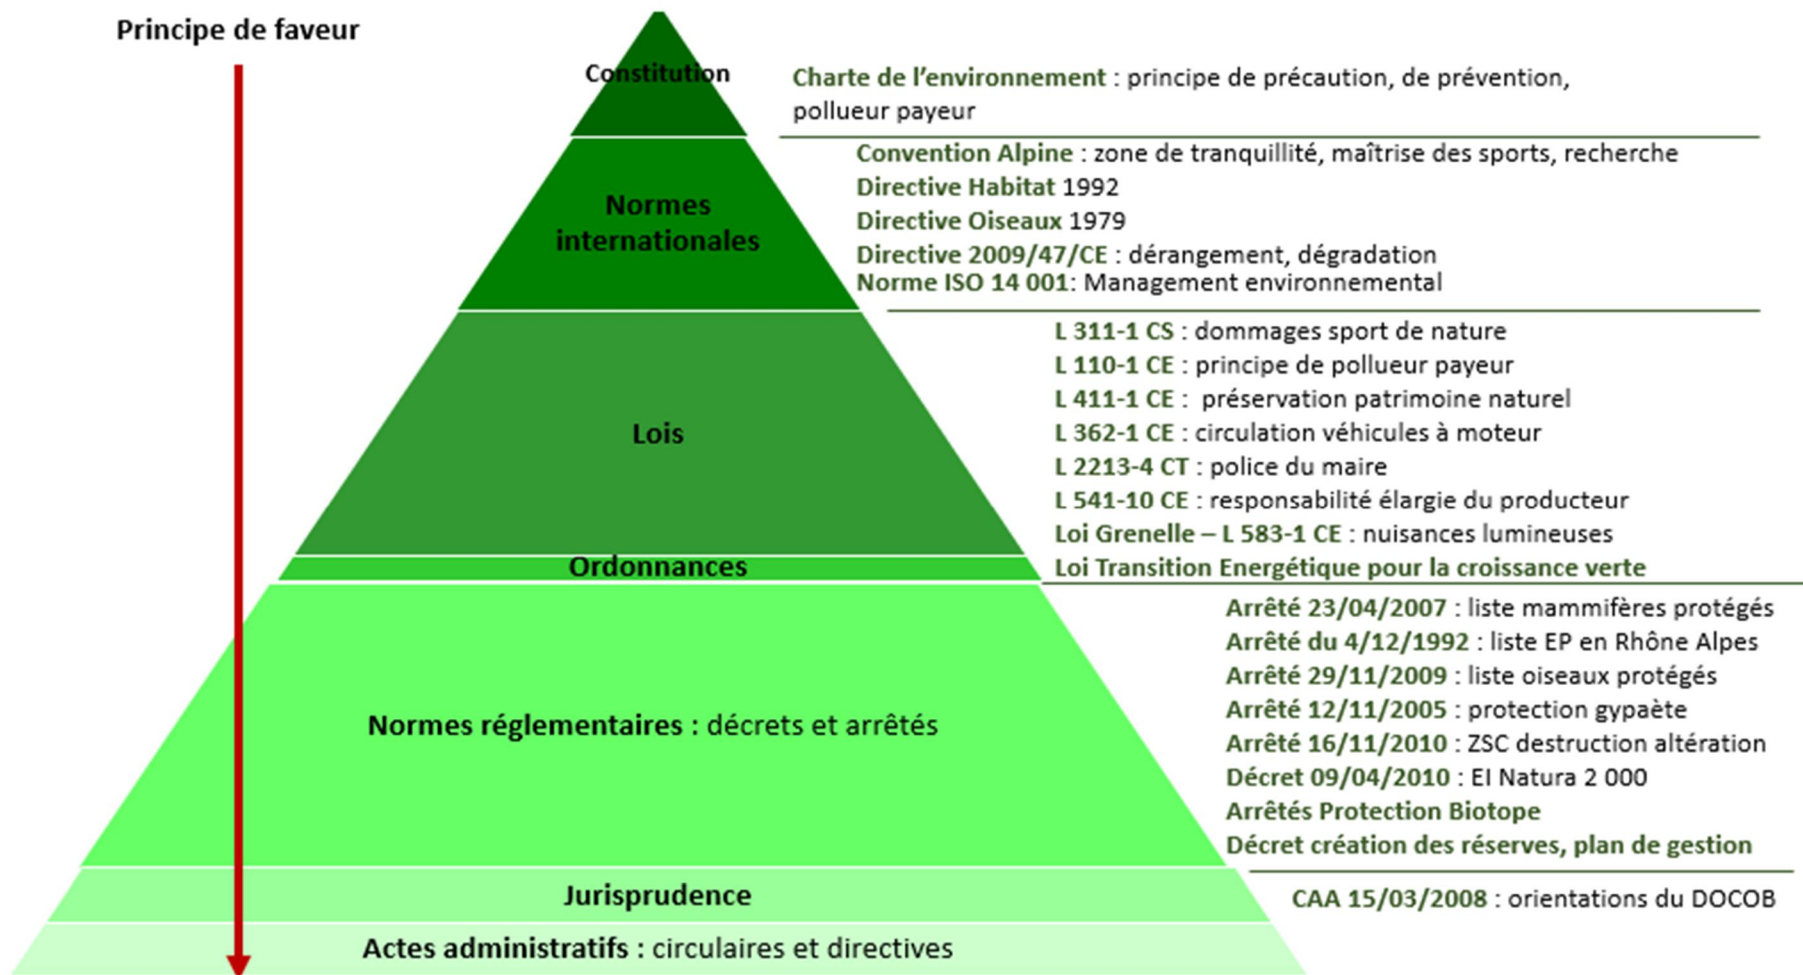 Principe de faveur
Constitution
Charte de l’environnement : principe de précaution, de prévention,
pollueur payeur
Normes
internationales
Convention Alpine : zone de tranquillité, maîtrise des sports, recherche
Directive Habitat 1992
Directive Oiseaux 1979
Directive 2009/47/CE : dérangement, dégradation
Norme ISO 14 001: Management environnemental
Lois
L 311-1 CS : dommages sport de nature
L 110-1 CE : principe de pollueur payeur
L 411-1 CE : préservation patrimoine naturel
L 362-1 CE : circulation véhicules à moteur
L 2213-4 CT : police du maire
L 541-10 CE : responsabilité élargie du producteur
Loi Grenelle – L 583-1 CE : nuisances lumineuses
Ordonnances
Loi Transition Energétique pour la croissance verte
Normes réglementaires : décrets et arrêtés
Arrêté 23/04/2007 : liste mammifères protégés
Arrêté du 4/12/1992 : liste EP en Rhône Alpes
Arrêté 29/11/2009 : liste oiseaux protégés
Arrêté 12/11/2005 : protection gypaète
Arrêté 16/11/2010 : ZSC destruction altération
Décret 09/04/2010 : EI Natura 2 000
Arrêtés Protection Biotope
Décret création des réserves, plan de gestion
Jurisprudence
CAA 15/03/2008 : orientations du DOCOB
Actes administratifs : circulaires et directives